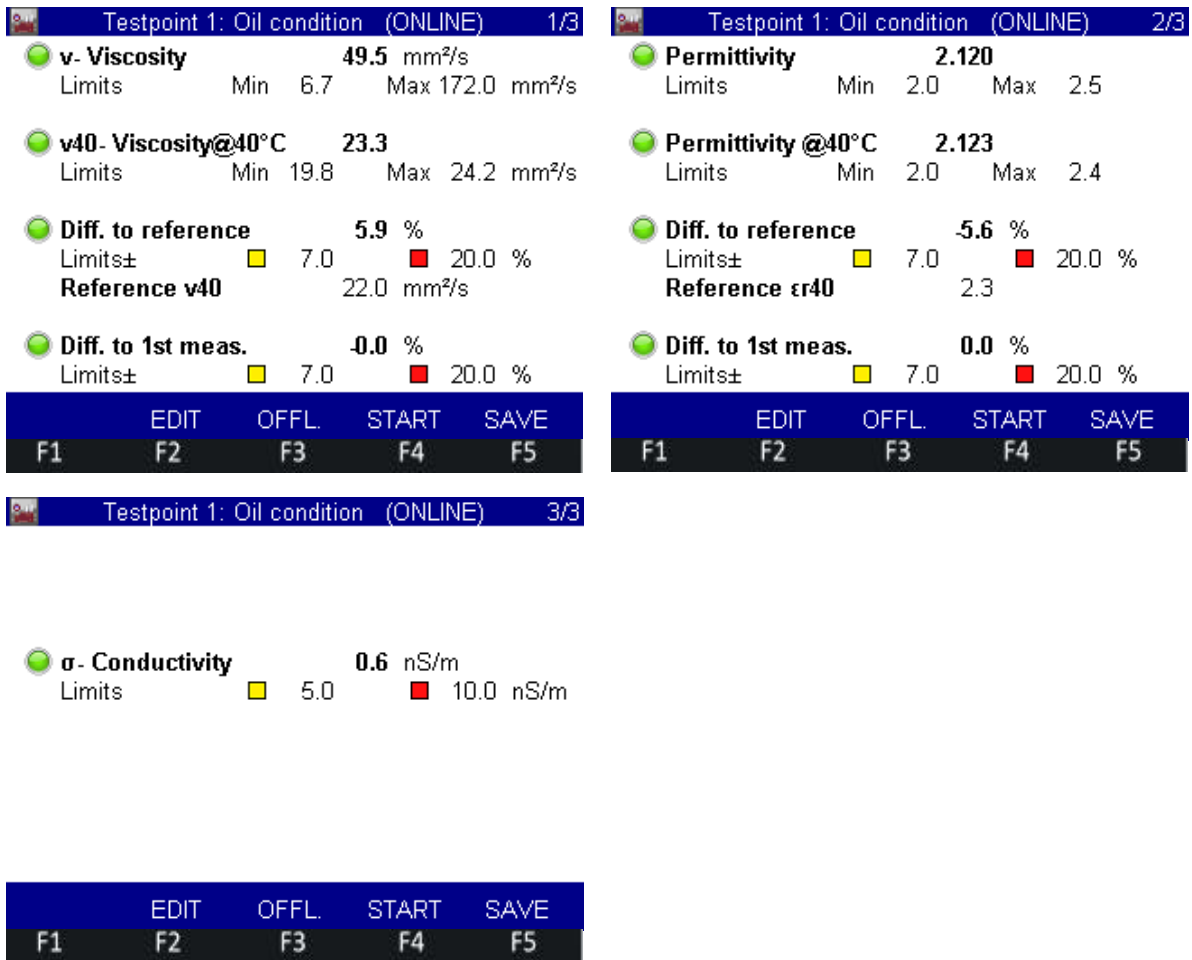 Testpoint 1: Oil condition (ONLINE) 1/3
v- Viscosity 49.5 mm²/s
Limits Min 6.7 Max 172.0 mm²/s
v40- Viscosity@40°C 23.3
Limits Min 19.8 Max 24.2 mm²/s
Diff. to reference 5.9 %
Limits± 7.0 20.0 %
Reference v40 22.0 mm²/s
Diff. to 1st meas. -0.0 %
Limits± 7.0 20.0 %
EDIT OFFL. START SAVE
F1 F2 F3 F4 F5
Testpoint 1: Oil condition (ONLINE) 2/3
Permittivity 2.120
Limits Min 2.0 Max 2.5
Permittivity @40°C 2.123
Limits Min 2.0 Max 2.4
Diff. to reference -5.6 %
Limits± 7.0 20.0 %
Reference εr40 2.3
Diff. to 1st meas. 0.0 %
Limits± 7.0 20.0 %
EDIT OFFL. START SAVE
F1 F2 F3 F4 F5
Testpoint 1: Oil condition (ONLINE) 3/3
σ- Conductivity 0.6 nS/m
Limits 5.0 10.0 nS/m
EDIT OFFL. START SAVE
F1 F2 F3 F4 F5